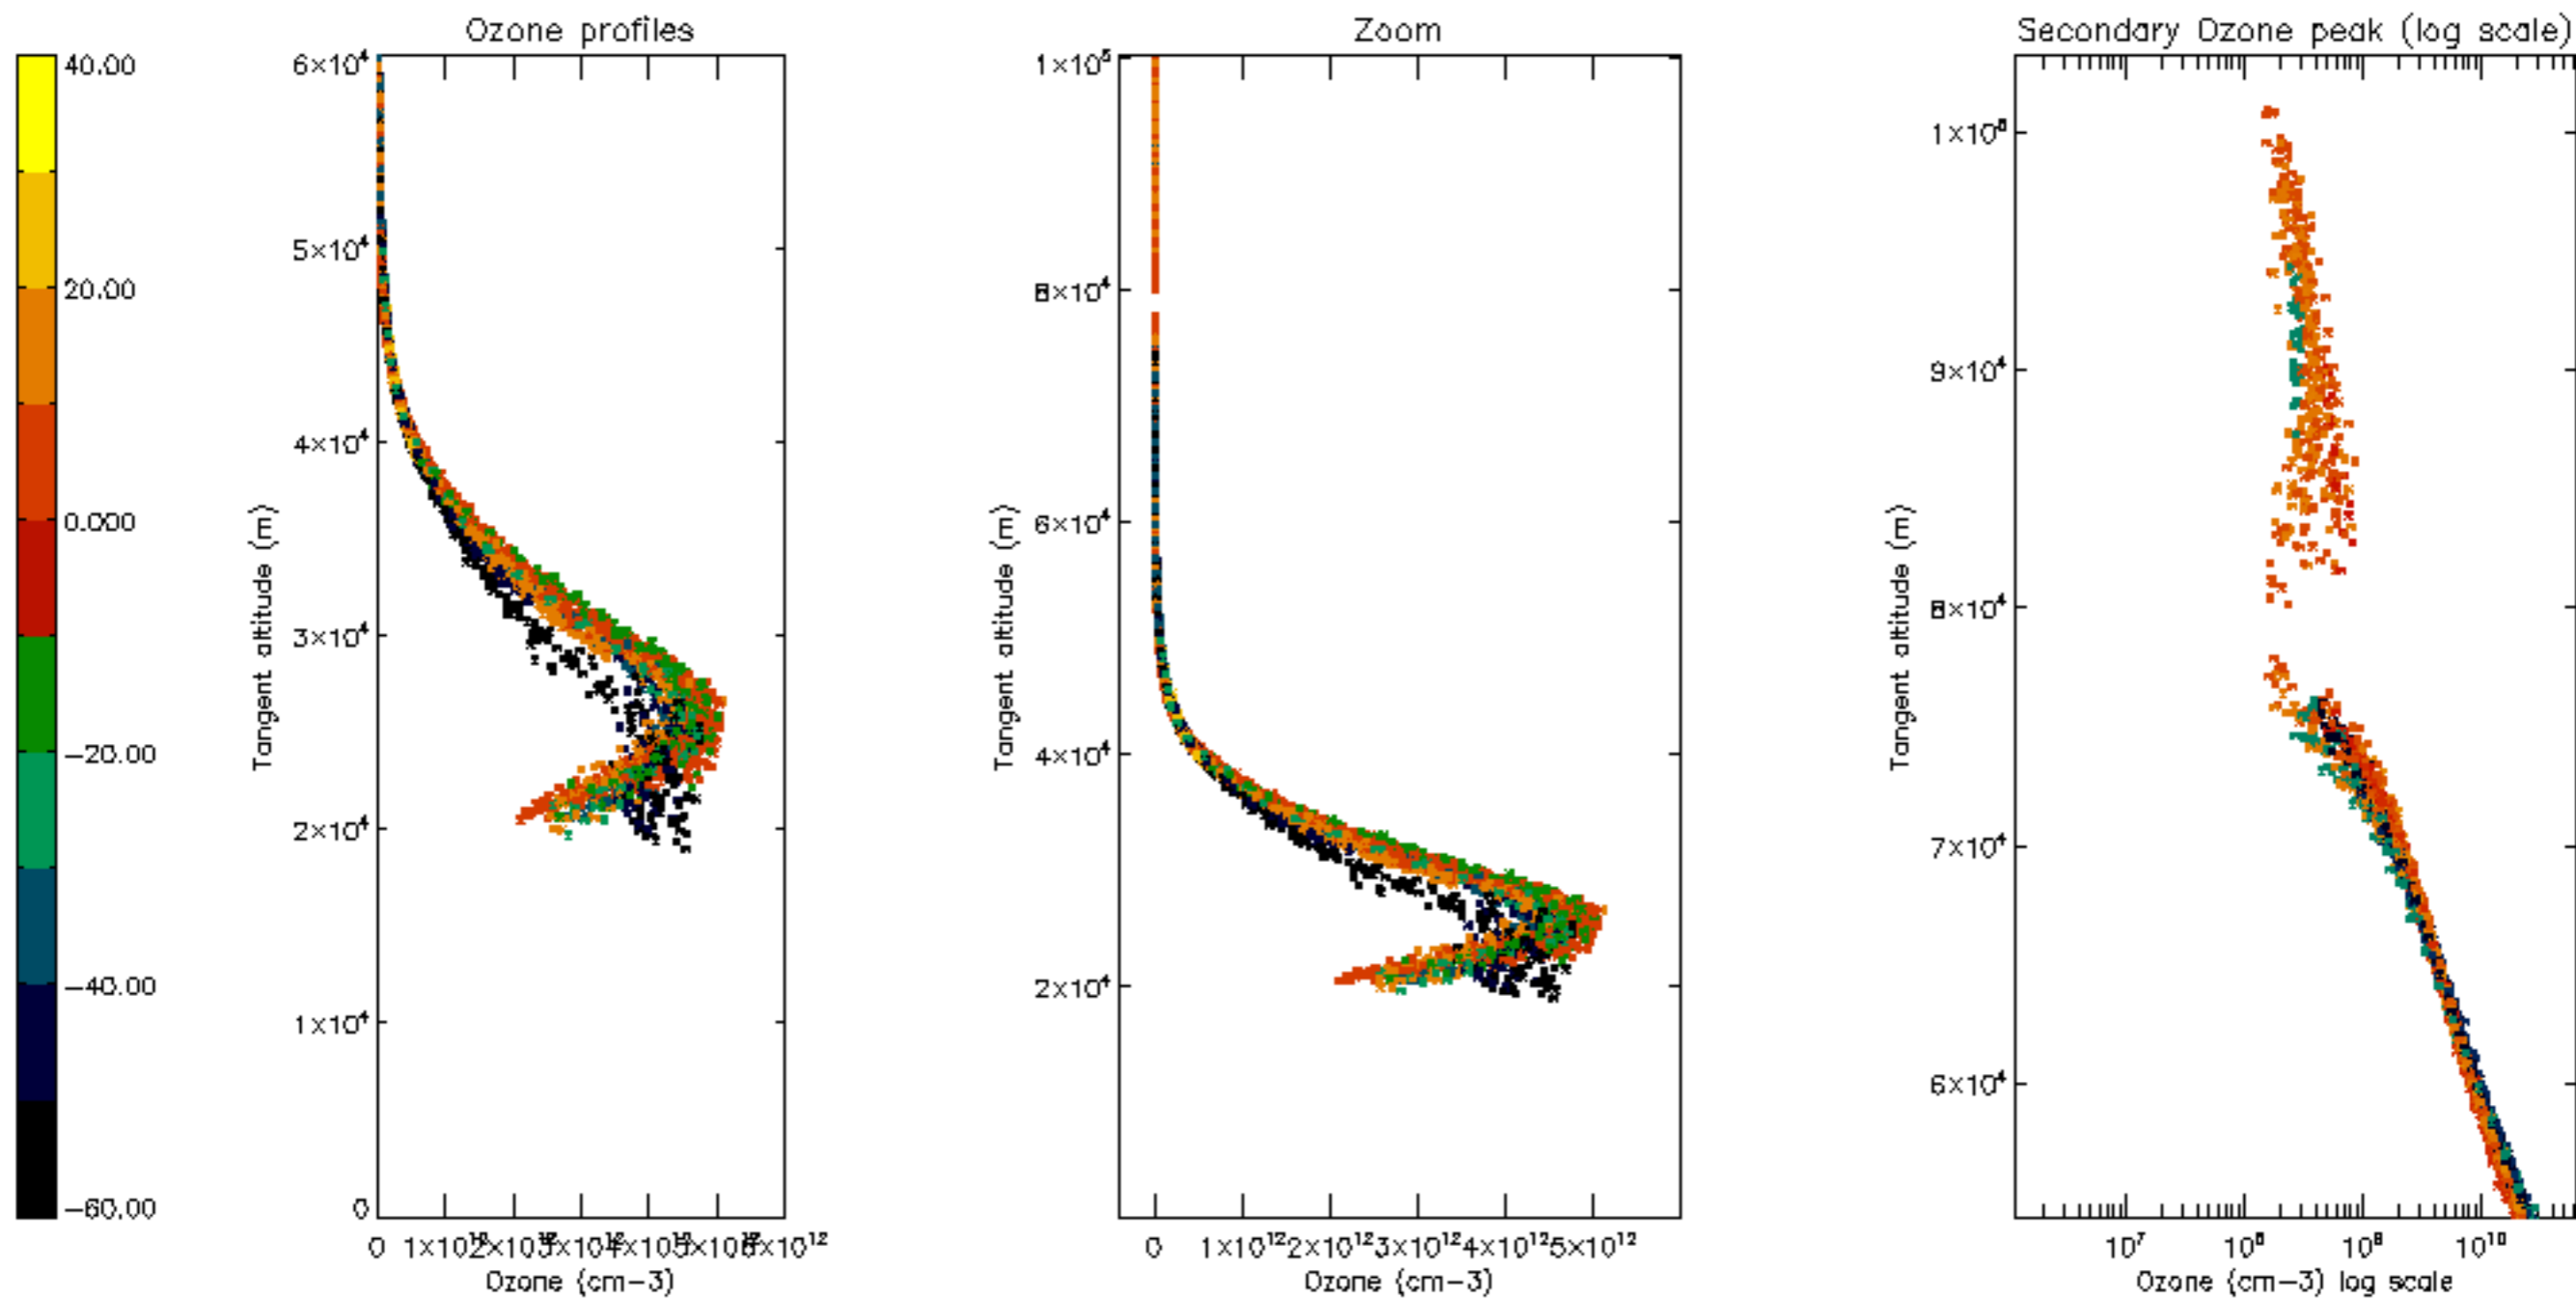 Ozone profiles
Zoom
Secondary Ozone peak (log scale)
40.00
20.00
0.000
−20.00
−40.00
−60.00
6×10⁴
5×10⁴
4×10⁴
3×10⁴
2×10⁴
1×10⁴
0
Tangent altitude (m)
0
Ozone (cm−3)
1×10⁵
8×10⁴
6×10⁴
4×10⁴
2×10⁴
Tangent altitude (m)
0 1×10¹² 2×10¹² 3×10¹² 4×10¹² 5×10¹²
Ozone (cm−3)
9×10⁴
8×10⁴
7×10⁴
6×10⁴
Tangent altitude (m)
10⁷ 10⁸ 10⁹ 10¹⁰
Ozone (cm−3) log scale